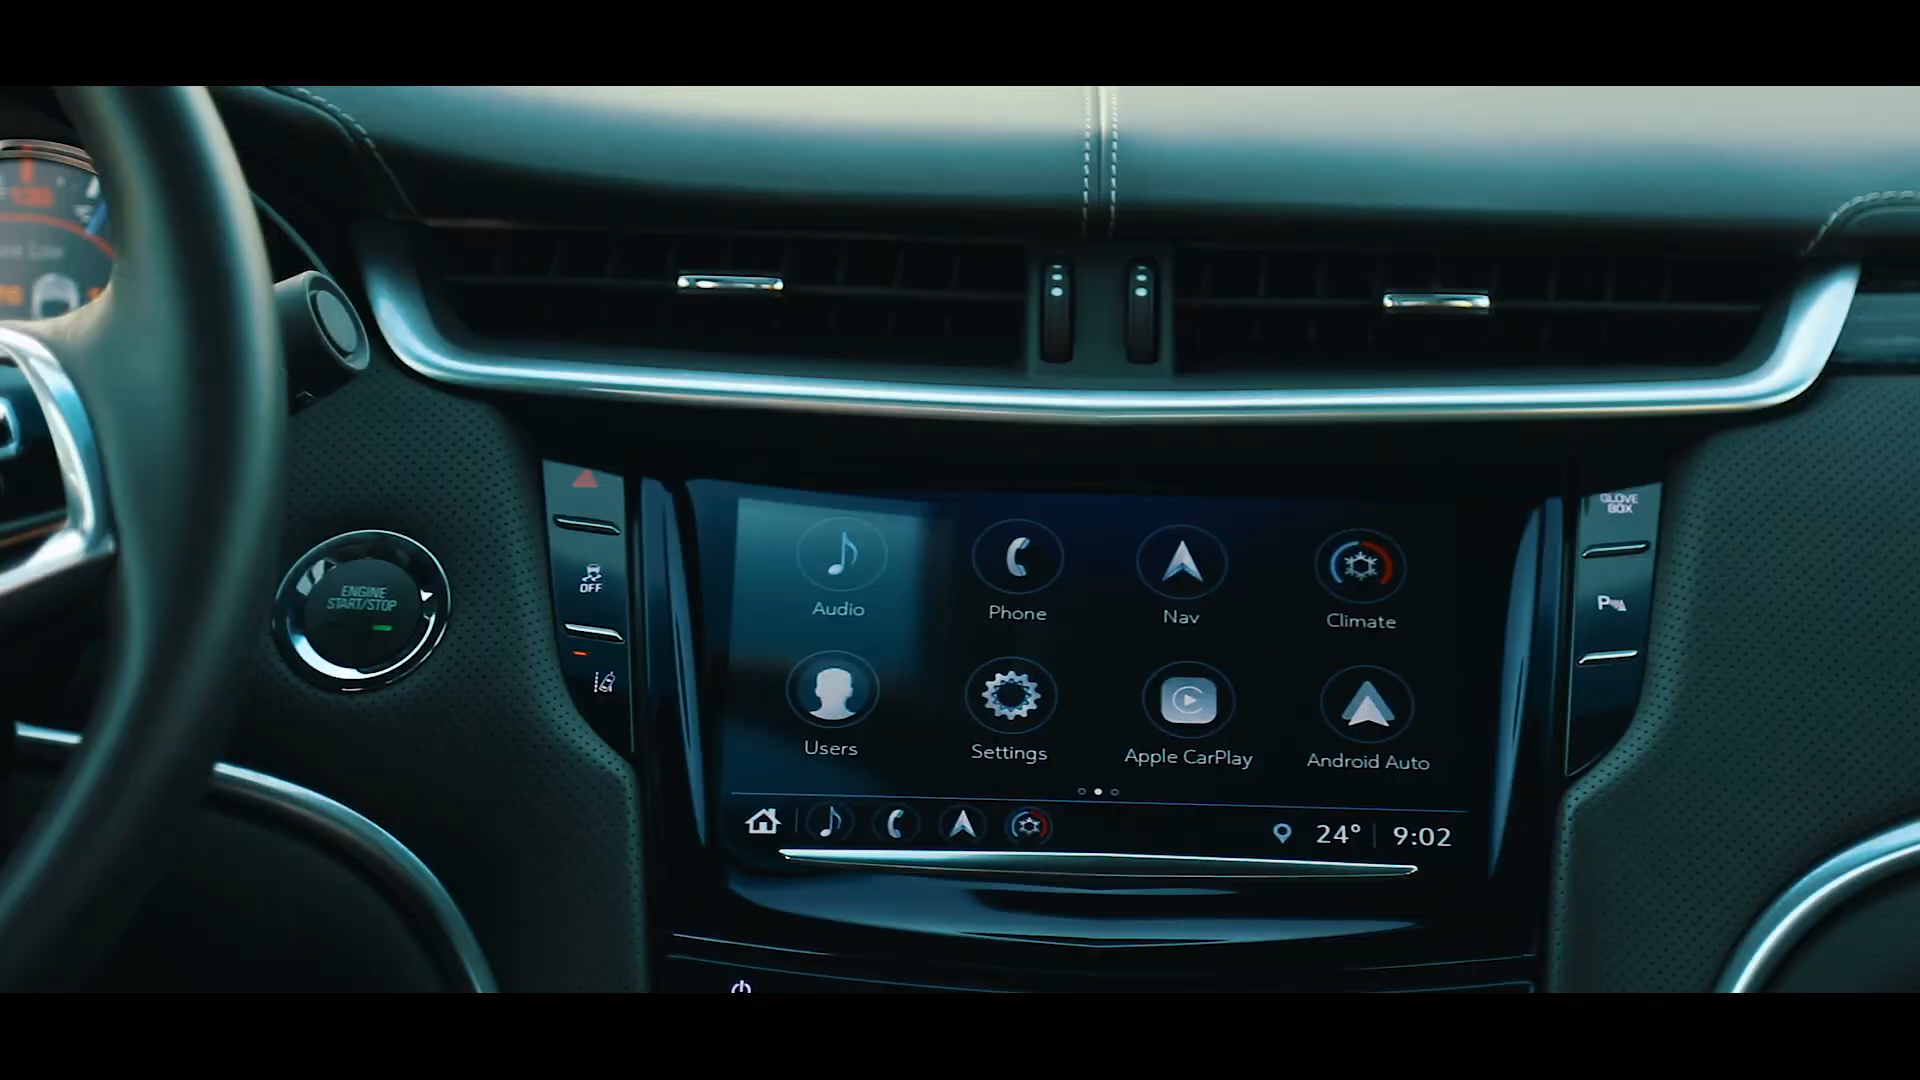 130
GLOVE
BOX
ENGINE
START/STOP
OFF
P
Audio
Phone
Nav
Climate
Users
Settings
Apple CarPlay
Android Auto
24° 9:02